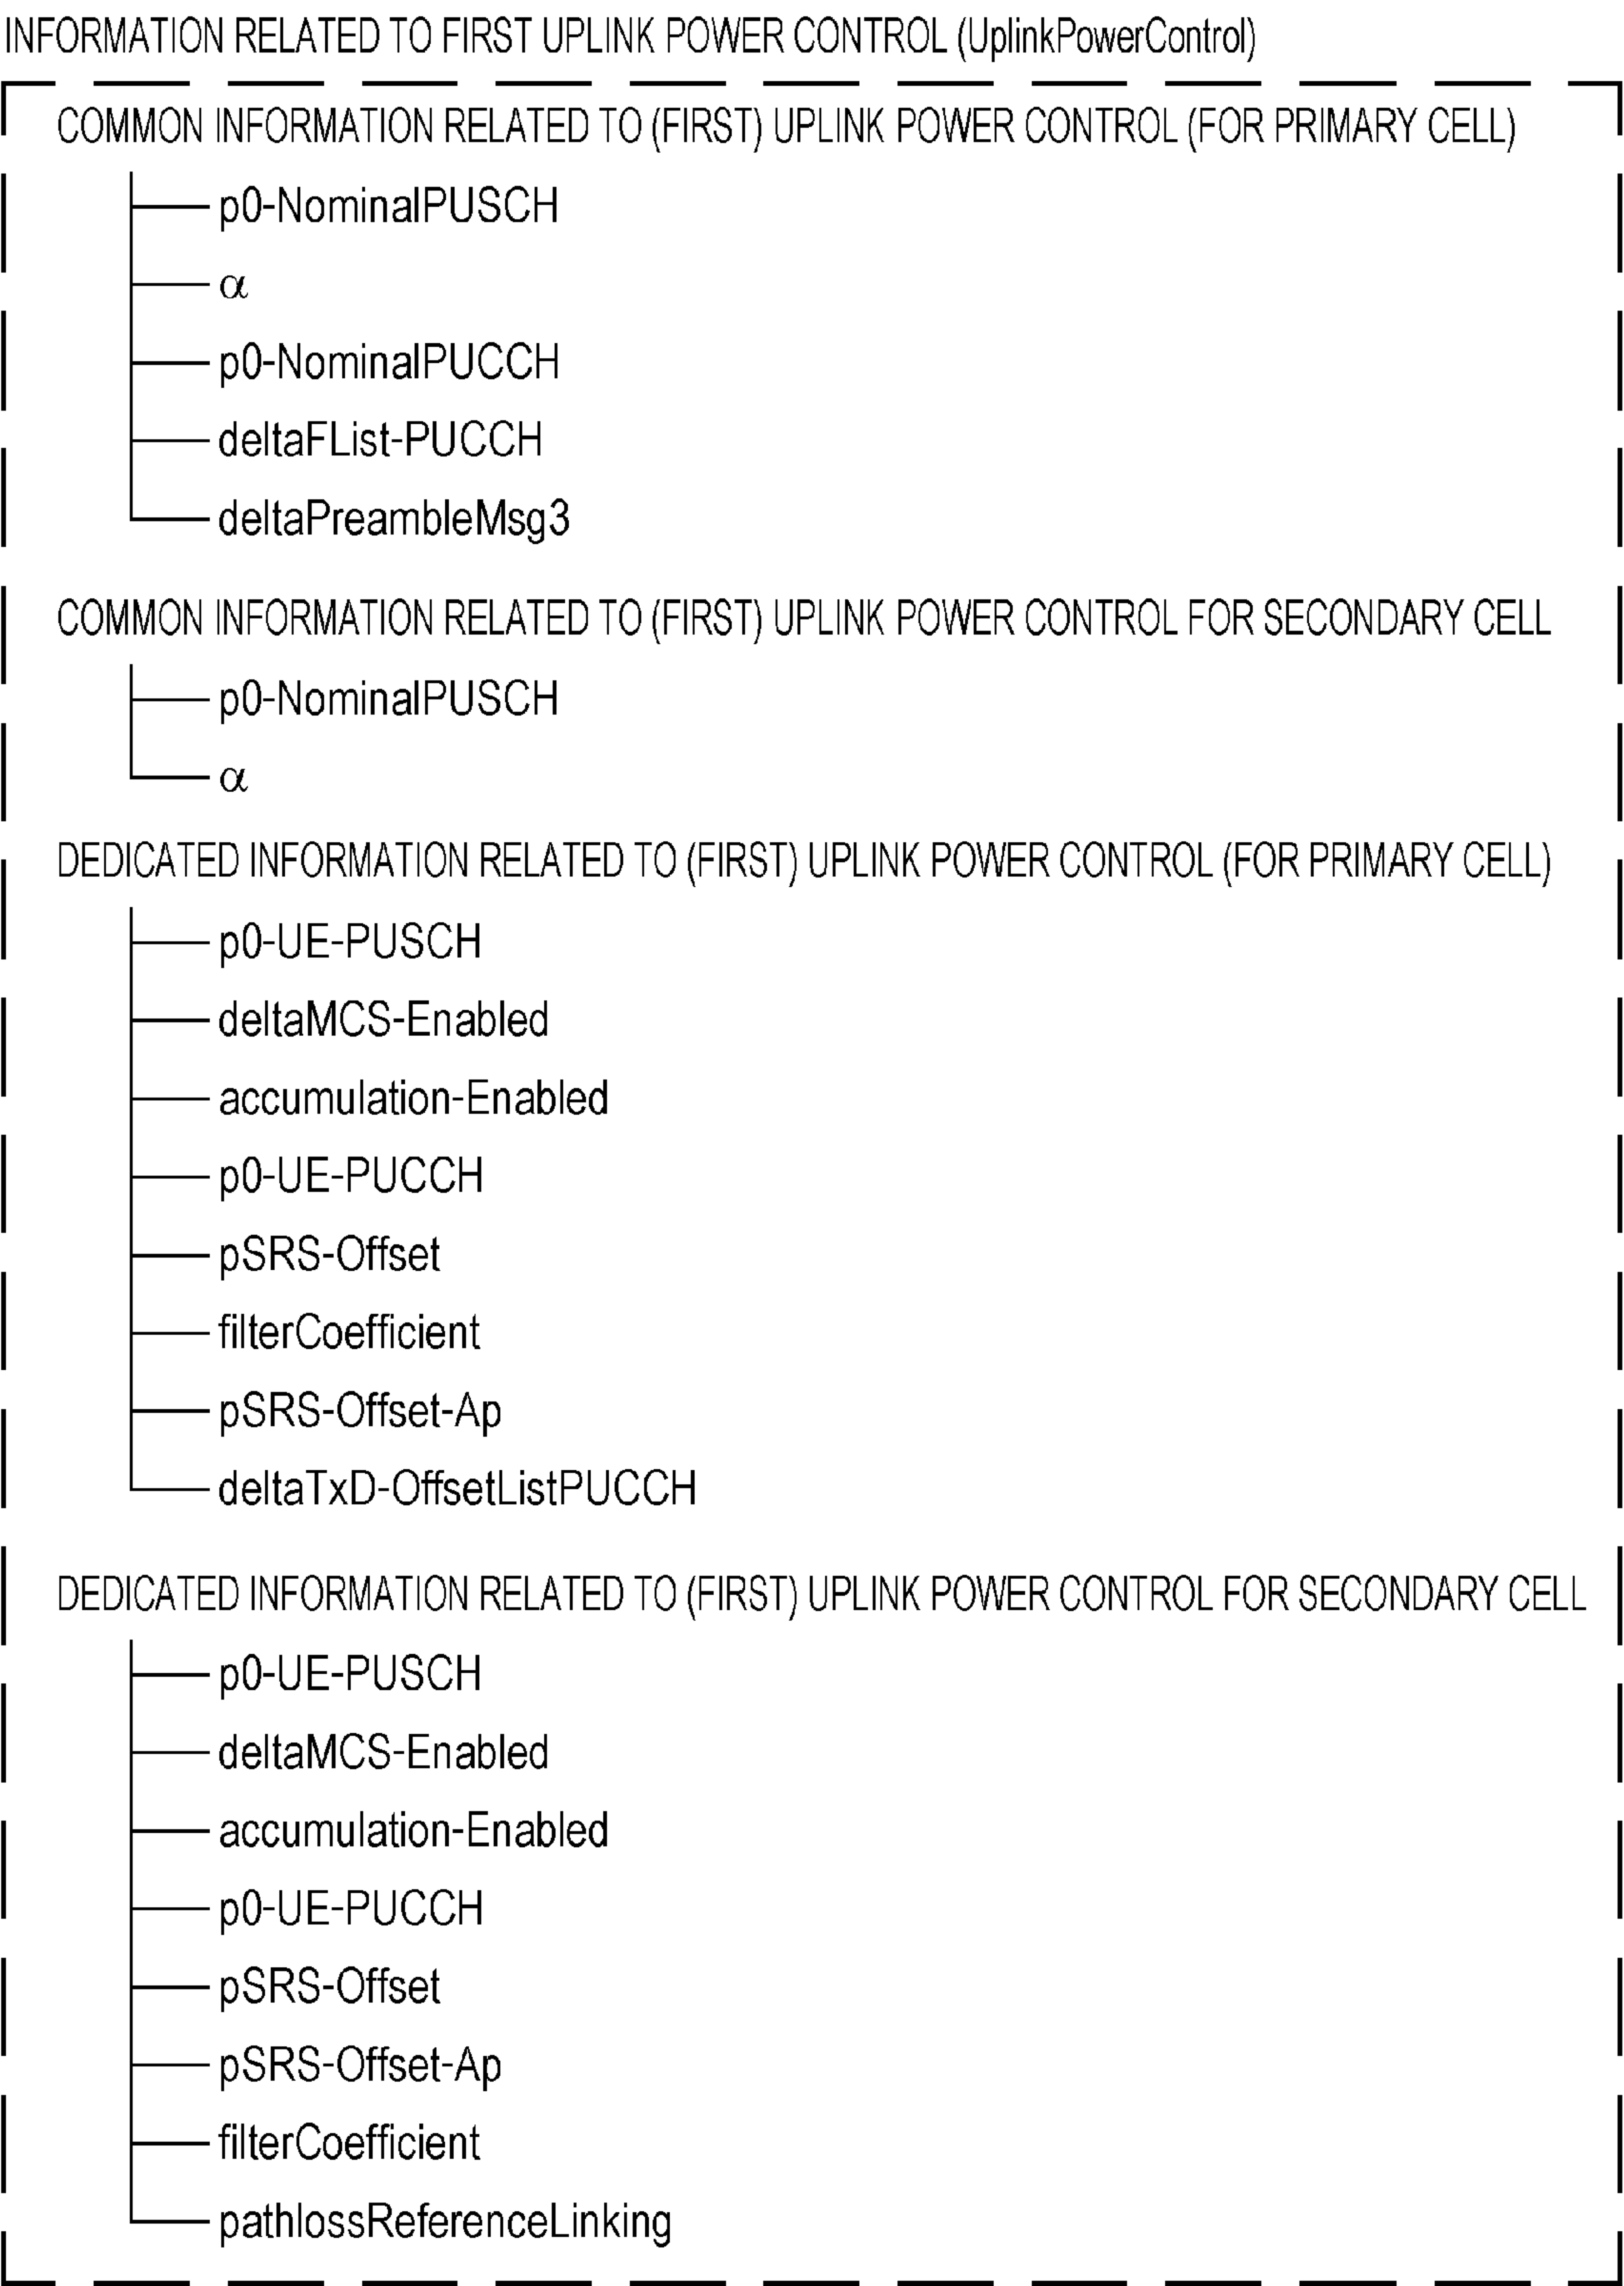 INFORMATION RELATED TO FIRST UPLINK POWER CONTROL (UplinkPowerControl)
COMMON INFORMATION RELATED TO (FIRST) UPLINK POWER CONTROL (FOR PRIMARY CELL)
p0-NominalPUSCH
α
p0-NominalPUCCH
deltaFList-PUCCH
deltaPreambleMsg3
COMMON INFORMATION RELATED TO (FIRST) UPLINK POWER CONTROL FOR SECONDARY CELL
p0-NominalPUSCH
α
DEDICATED INFORMATION RELATED TO (FIRST) UPLINK POWER CONTROL (FOR PRIMARY CELL)
p0-UE-PUSCH
deltaMCS-Enabled
accumulation-Enabled
p0-UE-PUCCH
pSRS-Offset
filterCoefficient
pSRS-Offset-Ap
deltaTxD-OffsetListPUCCH
DEDICATED INFORMATION RELATED TO (FIRST) UPLINK POWER CONTROL FOR SECONDARY CELL
p0-UE-PUSCH
deltaMCS-Enabled
accumulation-Enabled
p0-UE-PUCCH
pSRS-Offset
pSRS-Offset-Ap
filterCoefficient
pathlossReferenceLinking